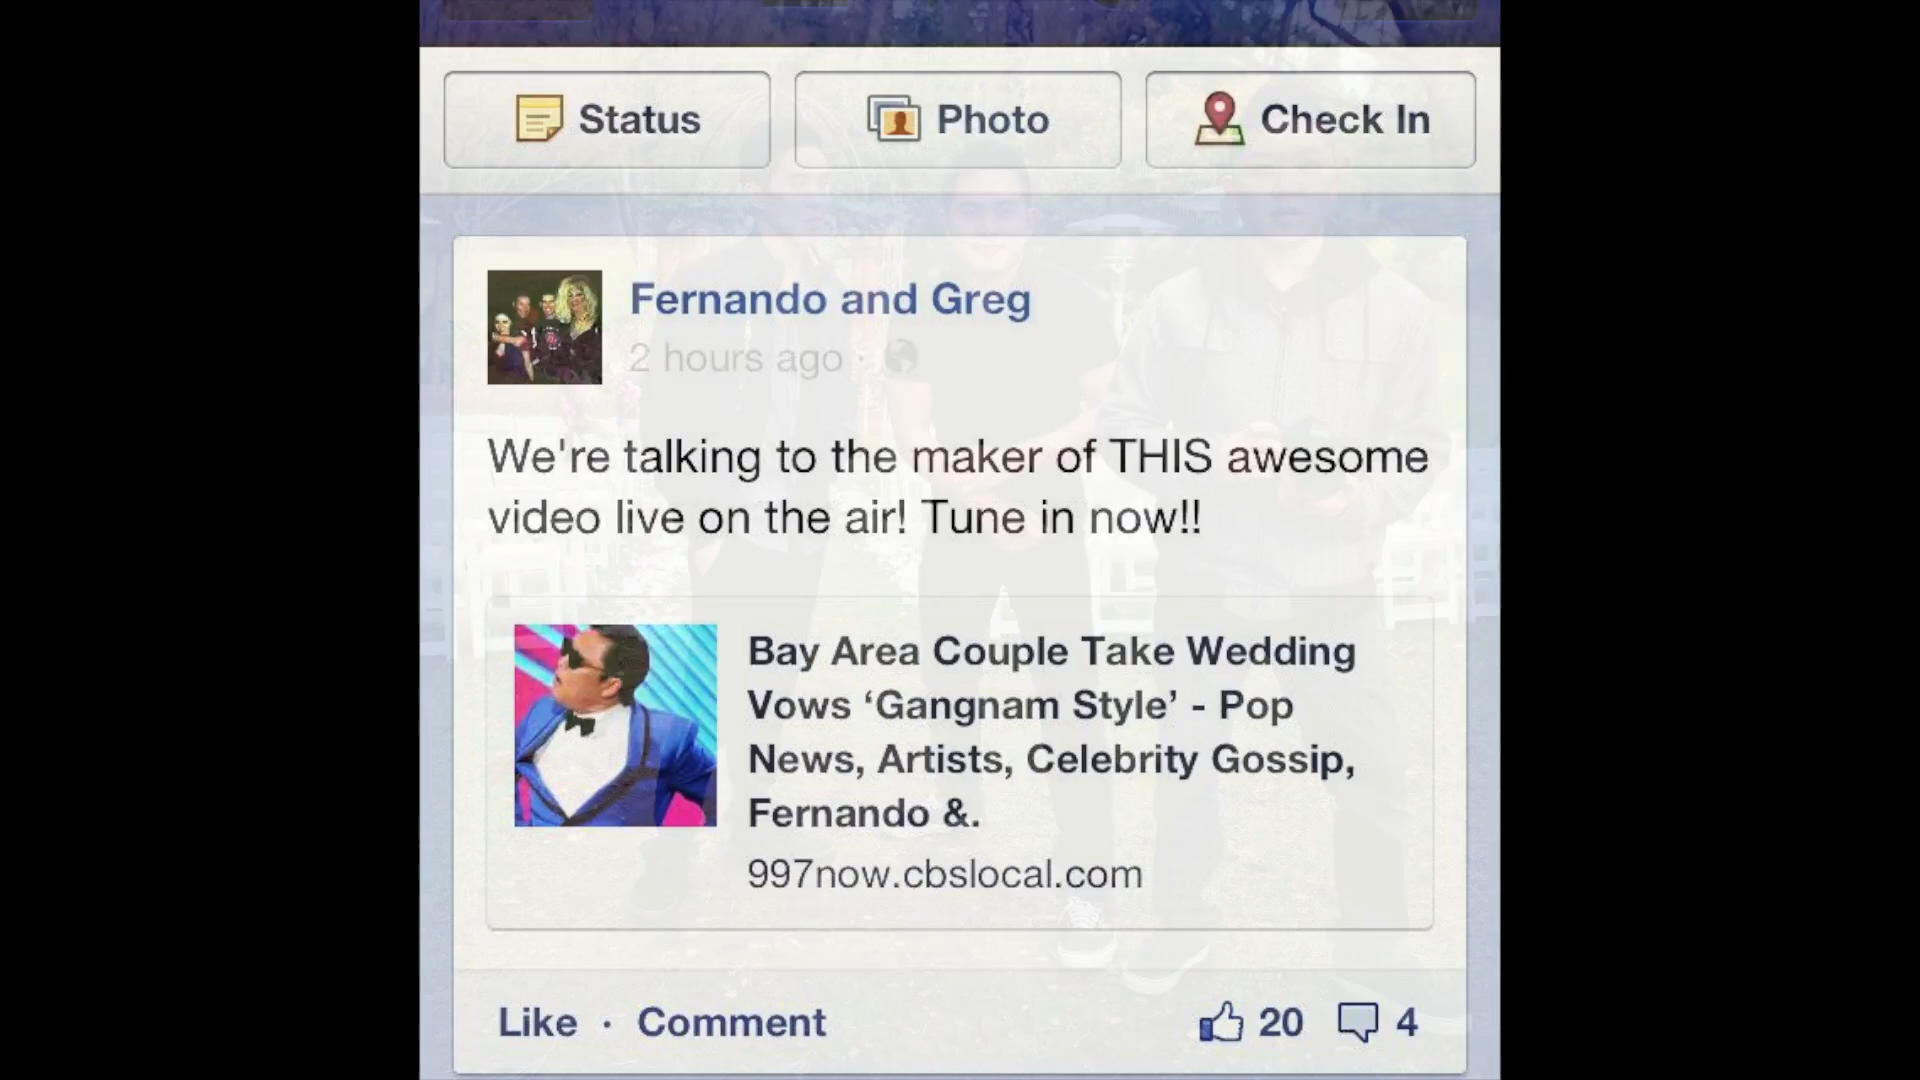 Status
Photo
Check In
Fernando and Greg
2 hours ago ·
We're talking to the maker of THIS awesome
video live on the air! Tune in now!!
Bay Area Couple Take Wedding
Vows ‘Gangnam Style’ - Pop
News, Artists, Celebrity Gossip,
Fernando &.
997now.cbslocal.com
Like · Comment
20
4